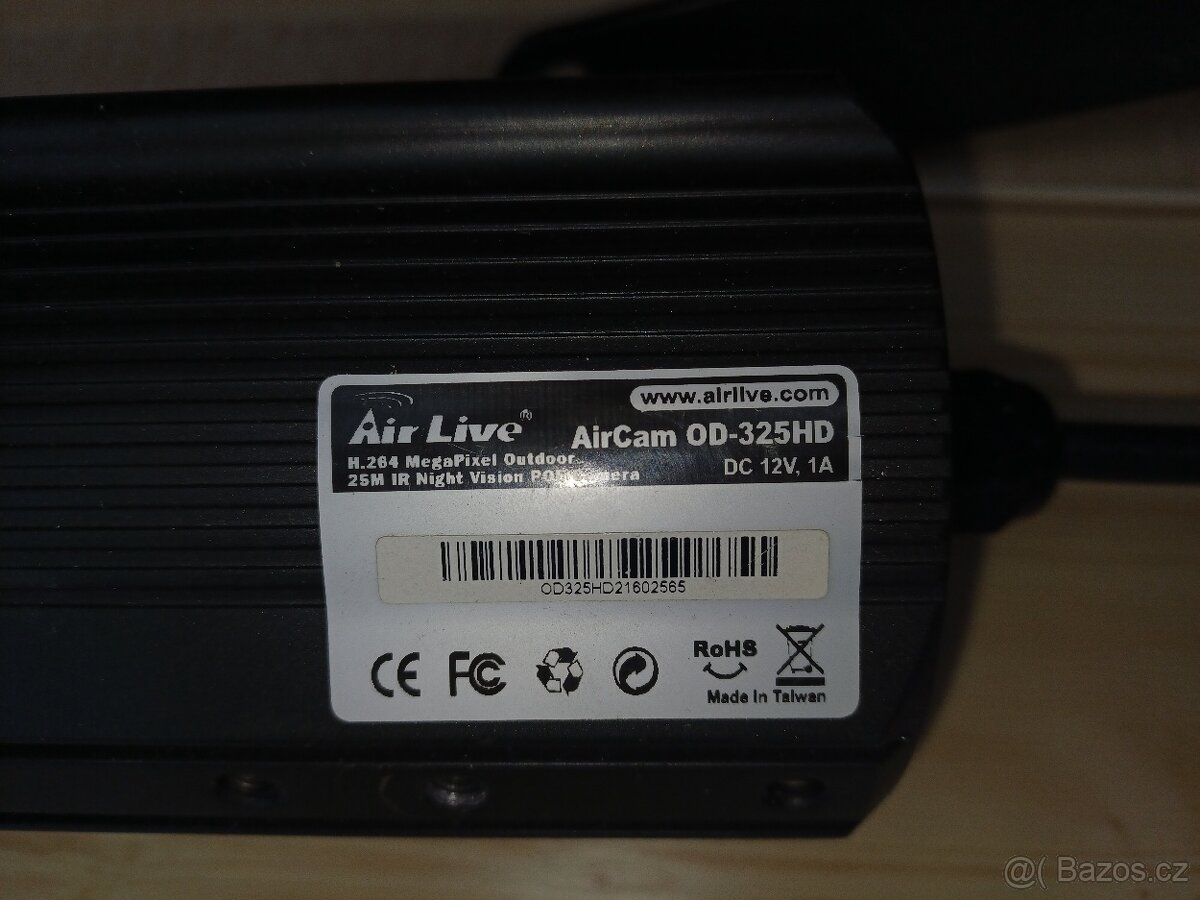 www.airlive.com
Air Live®
AirCam OD-325HD
H.264 MegaPixel Outdoor
25M IR Night Vision
DC 12V, 1A
OD325HD21602565
CE FC
RoHS
Made In Taiwan
@( Bazos.cz